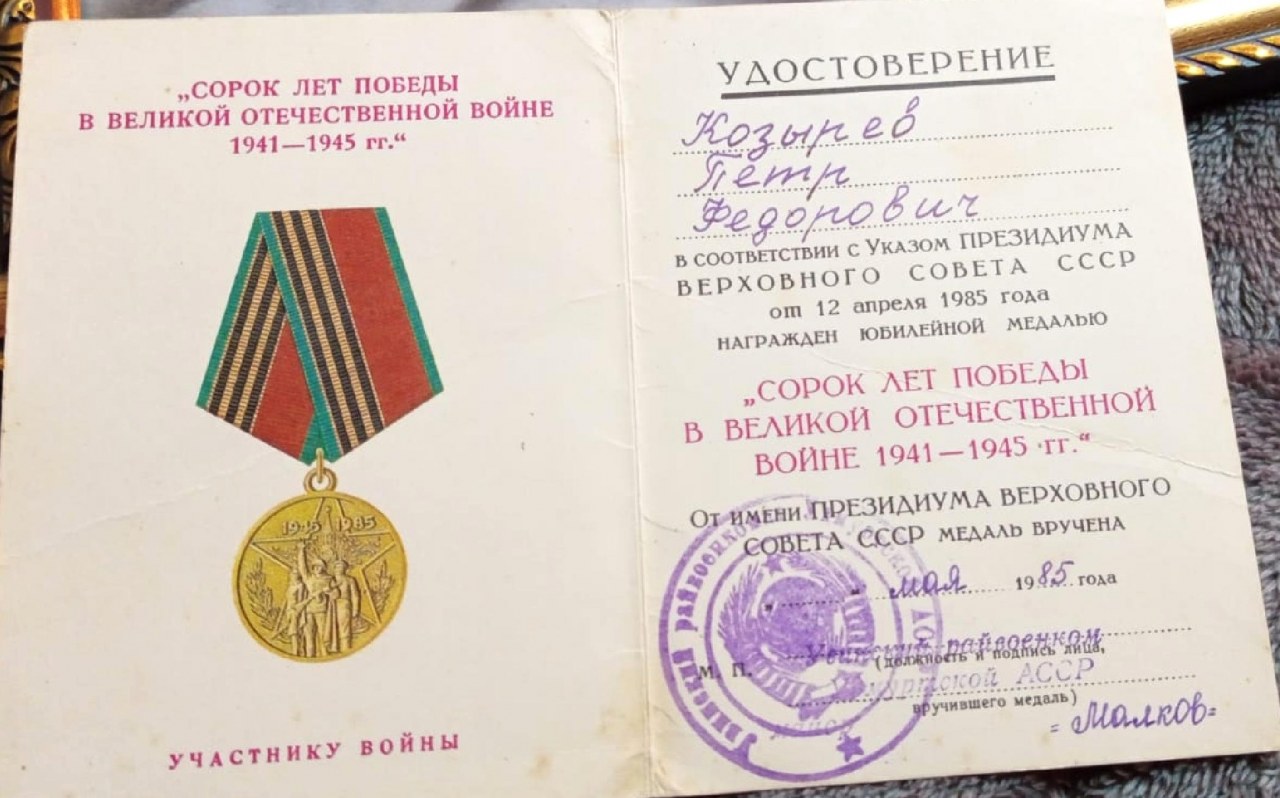 „СОРОК ЛЕТ ПОБЕДЫ
В ВЕЛИКОЙ ОТЕЧЕСТВЕННОЙ ВОЙНЕ
1941—1945 гг.“
1945 1985
УЧАСТНИКУ ВОЙНЫ
УДОСТОВЕРЕНИЕ
Козырев
Петр
Федорович
В СООТВЕТСТВИИ С УКАЗОМ ПРЕЗИДИУМА
ВЕРХОВНОГО СОВЕТА СССР
от 12 апреля 1985 года
НАГРАЖДЕН ЮБИЛЕЙНОЙ МЕДАЛЬЮ
„СОРОК ЛЕТ ПОБЕДЫ
В ВЕЛИКОЙ ОТЕЧЕСТВЕННОЙ
ВОЙНЕ 1941—1945 гг.“
ОТ ИМЕНИ ПРЕЗИДИУМА ВЕРХОВНОГО
СОВЕТА СССР МЕДАЛЬ ВРУЧЕНА
„ “ мая 1985 года
Увинский райвоенком
(должность и подпись лица,
М. П.
АССР
вручившего медаль)
=Малков=